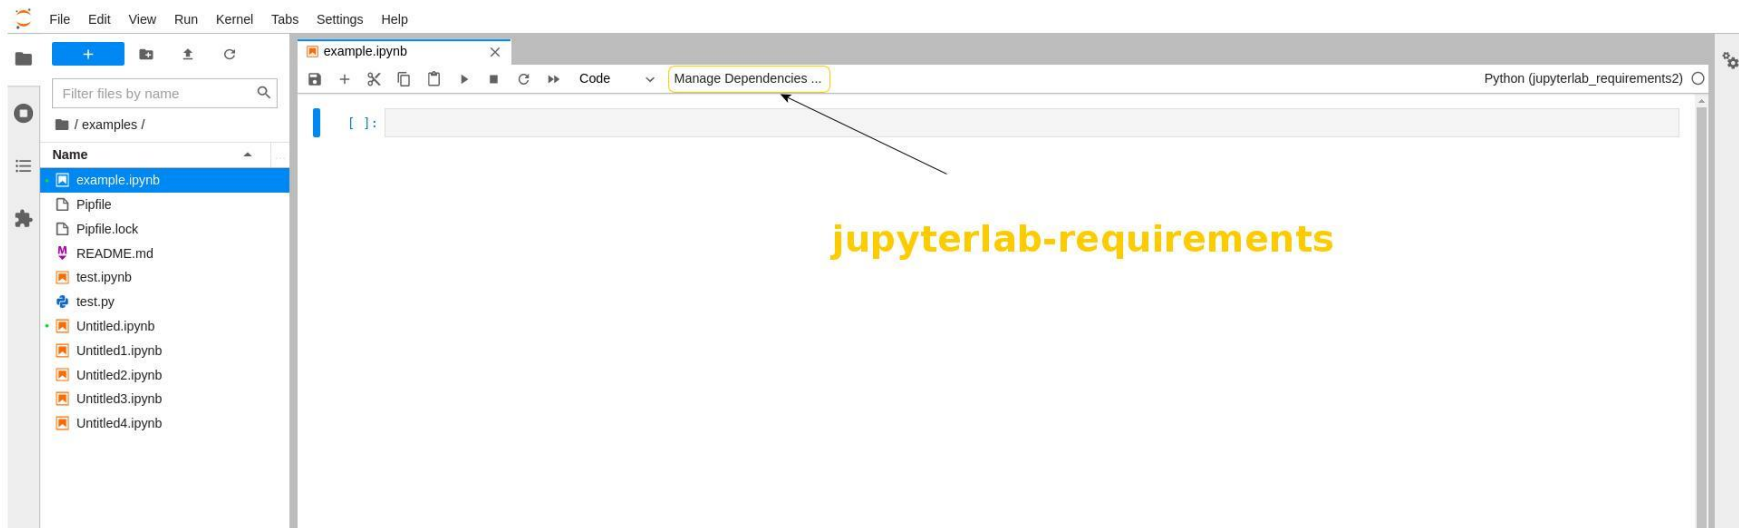 File Edit View Run Kernel Tabs Settings Help
example.ipynb
Code Manage Dependencies ... Python (jupyterlab_requirements2)
Filter files by name
/ examples /
[ ]:
Name
example.ipynb
Pipfile
Pipfile.lock
README.md
test.ipynb
test.py
Untitled.ipynb
Untitled1.ipynb
Untitled2.ipynb
Untitled3.ipynb
Untitled4.ipynb
jupyterlab-requirements